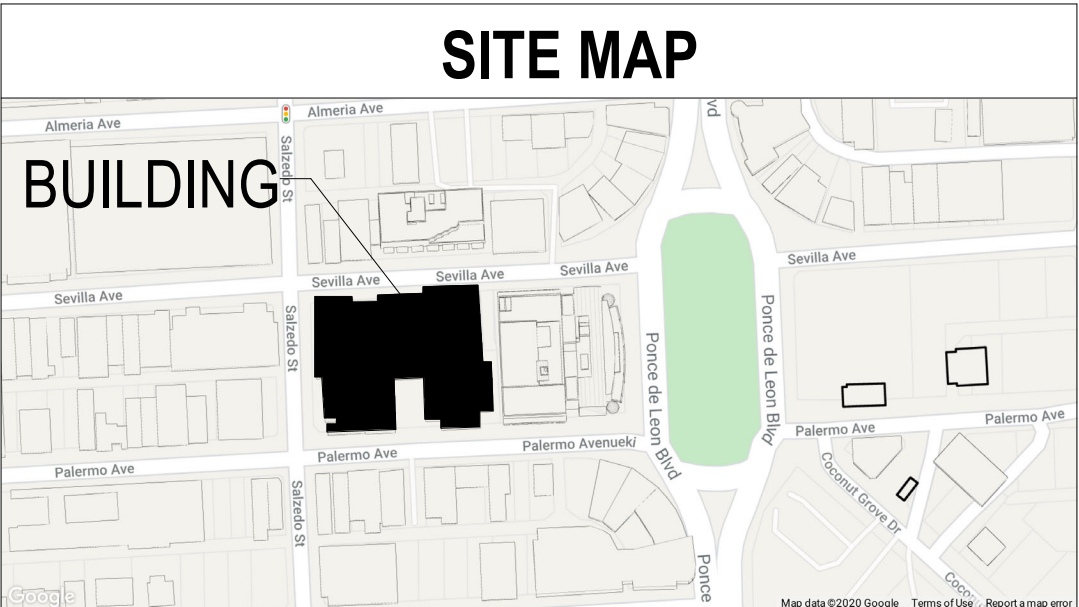 SITE MAP
Almeria Ave
Almeria Ave
vd
Salzedo St
BUILDING
Sevilla Ave
Sevilla Ave
Sevilla Ave
Sevilla Ave
Sevilla Ave
Salzedo St
Ponce de Leon Blvd
Ponce de Leon Blvd
Palermo Ave
Palermo Ave
Palermo Avenueki
Palermo Ave
Palermo Ave
Coconut Grove Dr
Salzedo St
Ponce
Cocon
Google
Map data ©2020 Google Terms of Use Report a map error